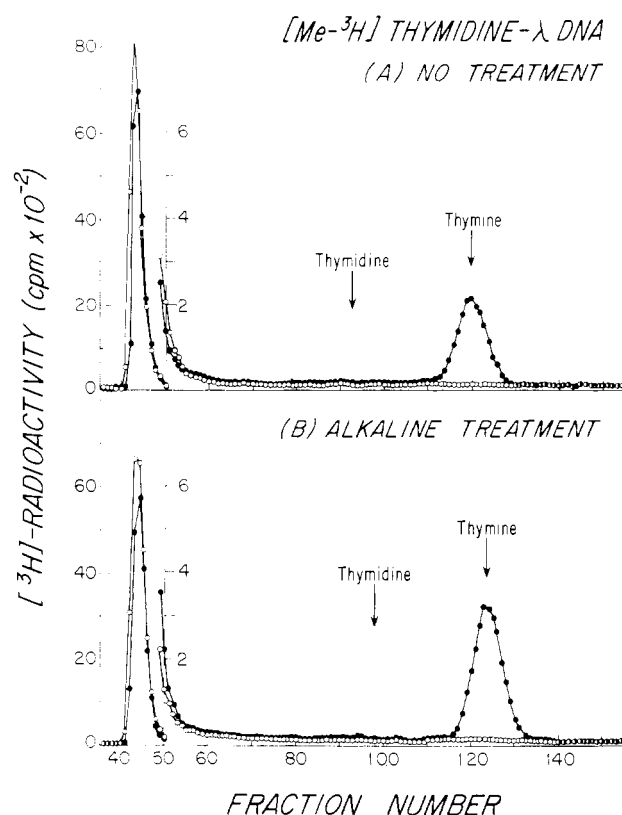 [Me-³H] THYMIDINE-λ DNA
(A) NO TREATMENT
[³H]-RADIOACTIVITY (cpm x 10⁻²)
80
60
40
20
0
6
4
2
Thymidine
Thymine
(B) ALKALINE TREATMENT
60
40
20
0
6
4
2
Thymidine
Thymine
40 50 60 80 100 120 140
FRACTION NUMBER